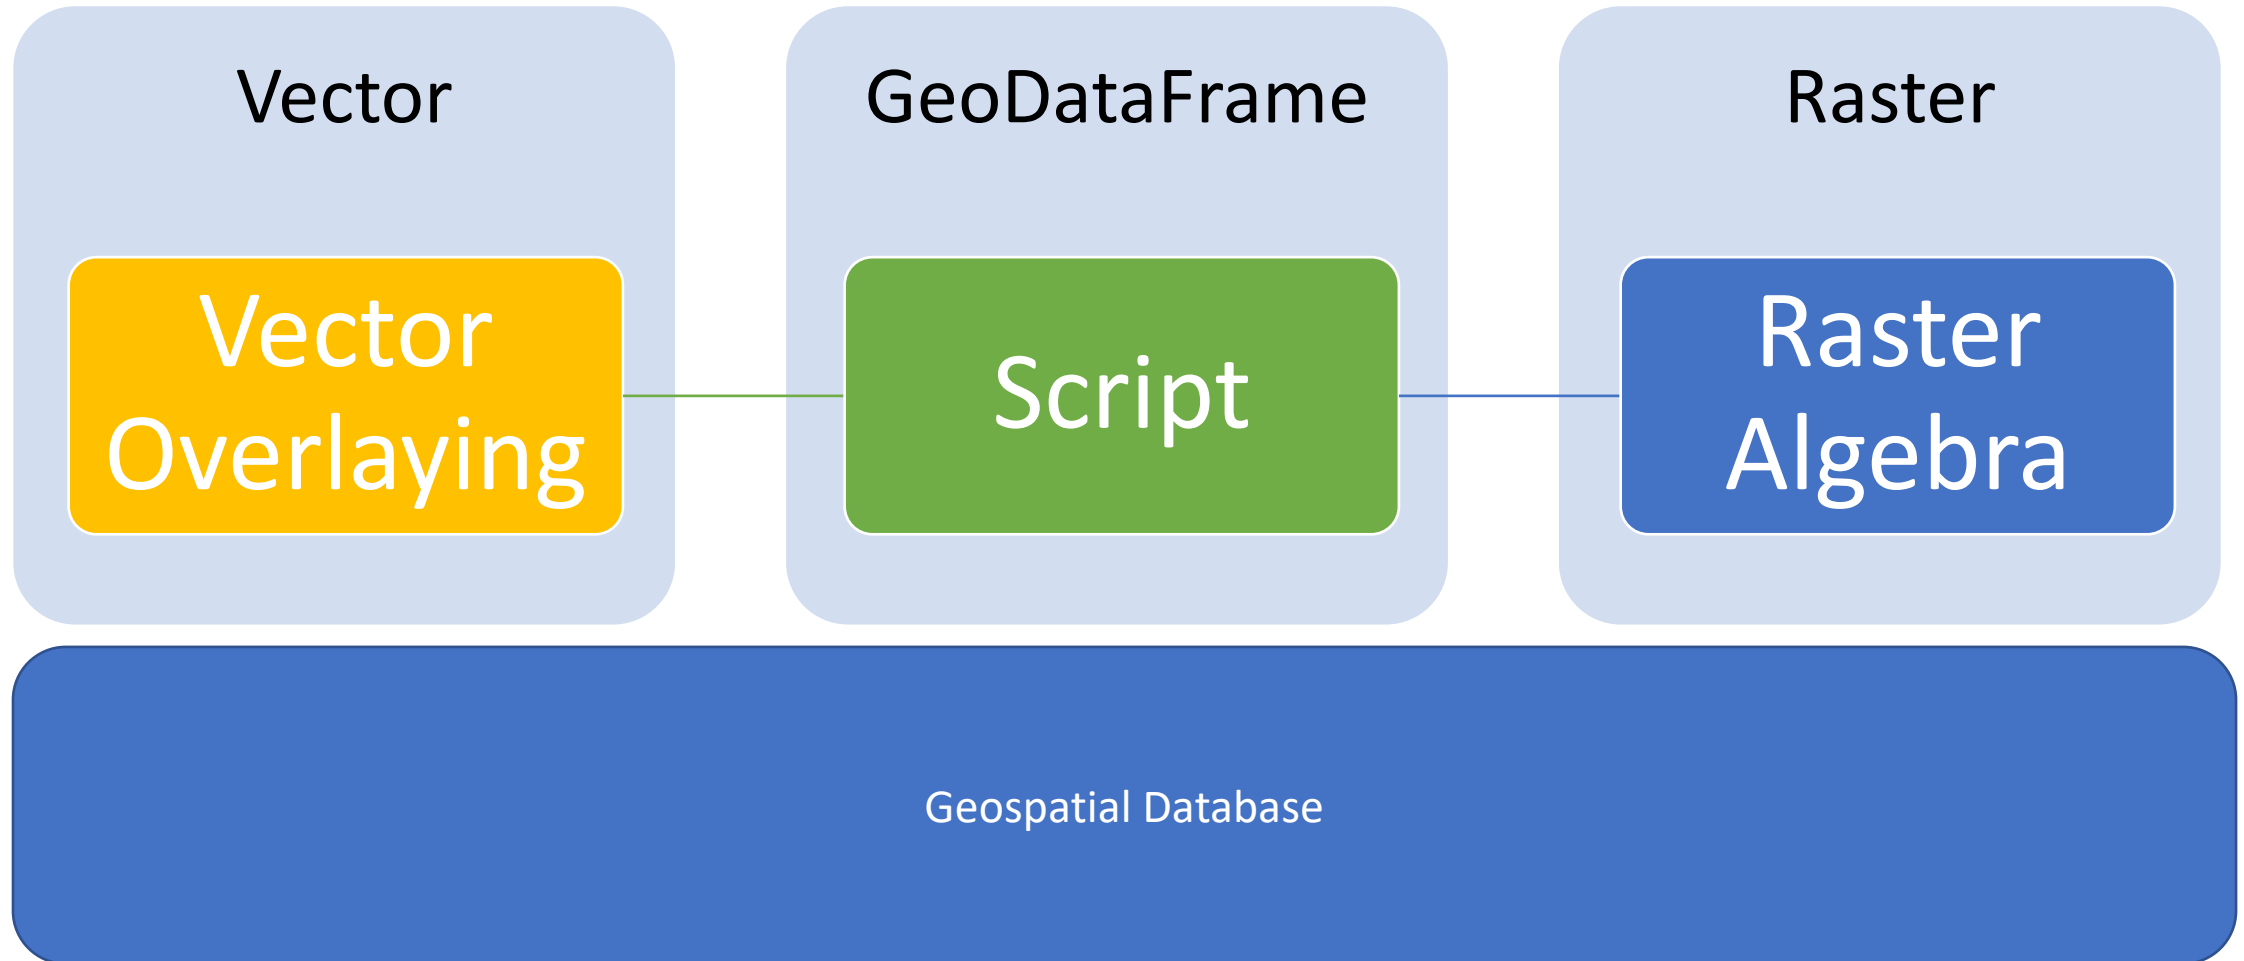 Vector
GeoDataFrame
Raster
Vector
Overlaying
Script
Raster
Algebra
Geospatial Database